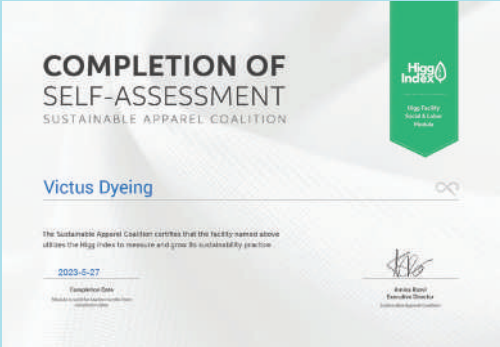 COMPLETION OF
SELF-ASSESSMENT
SUSTAINABLE APPAREL COALITION
Higg
Index
Higg Facility
Social & Labor
Module
Victus Dyeing
The Sustainable Apparel Coalition certifies that the facility named above
utilizes the Higg Index to measure and grow its sustainability practice
2023-5-27
Completion Date
Executive Director
Sustainable Apparel Coalition